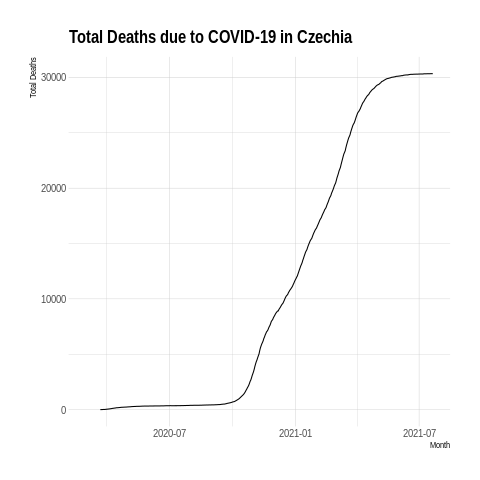 Total Deaths due to COVID-19 in Czechia
Total Deaths
30000
20000
10000
0
2020-07
2021-01
2021-07
Month